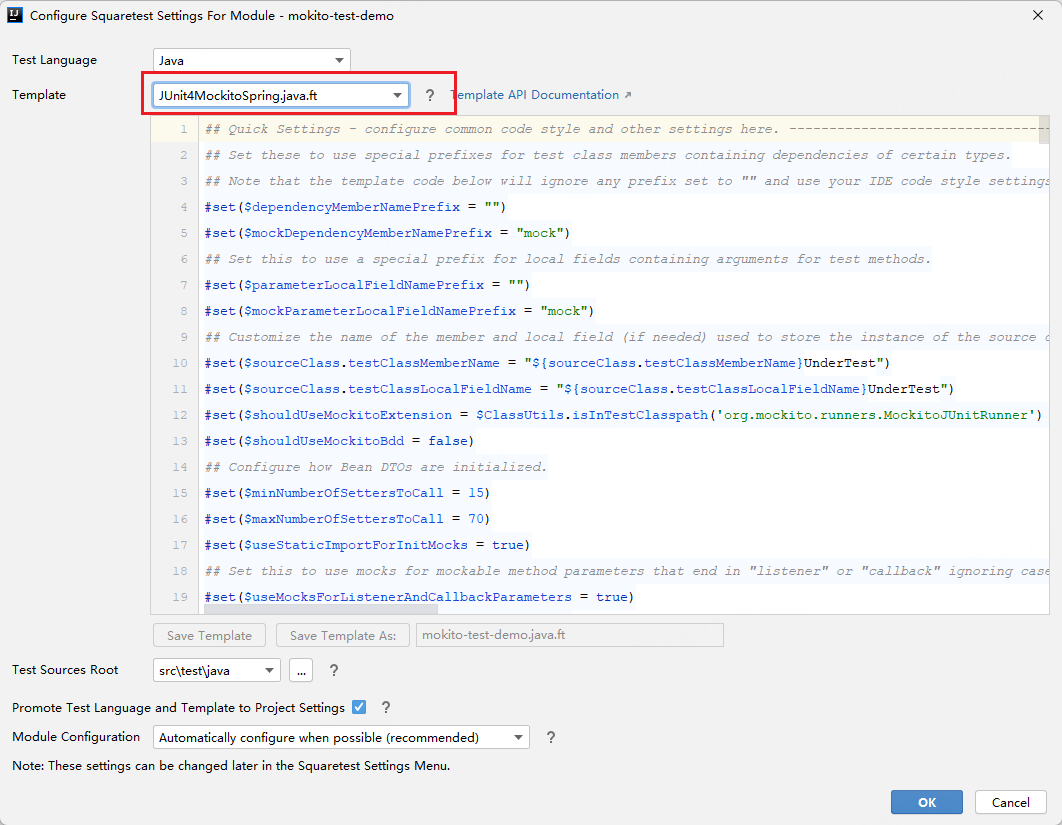 Configure Squaretest Settings For Module - mokito-test-demo
Test Language
Java
Template
JUnit4MockitoSpring.java.ft
?
Template API Documentation
1 ## Quick Settings - configure common code style and other settings here. ---------------------------------
2 ## Set these to use special prefixes for test class members containing dependencies of certain types.
3 ## Note that the template code below will ignore any prefix set to "" and use your IDE code style settings
4 #set($dependencyMemberNamePrefix = "")
5 #set($mockDependencyMemberNamePrefix = "mock")
6 ## Set this to use a special prefix for local fields containing arguments for test methods.
7 #set($parameterLocalFieldNamePrefix = "")
8 #set($mockParameterLocalFieldNamePrefix = "mock")
9 ## Customize the name of the member and local field (if needed) used to store the instance of the source
10 #set($sourceClass.testClassMemberName = "${sourceClass.testClassMemberName}UnderTest")
11 #set($sourceClass.testClassLocalFieldName = "${sourceClass.testClassLocalFieldName}UnderTest")
12 #set($shouldUseMockitoExtension = $ClassUtils.isInTestClasspath('org.mockito.runners.MockitoJUnitRunner')
13 #set($shouldUseMockitoBdd = false)
14 ## Configure how Bean DTOs are initialized.
15 #set($minNumberOfSettersToCall = 15)
16 #set($maxNumberOfSettersToCall = 70)
17 #set($useStaticImportForInitMocks = true)
18 ## Set this to use mocks for mockable method parameters that end in "listener" or "callback" ignoring case
19 #set($useMocksForListenerAndCallbackParameters = true)
Save Template
Save Template As:
mokito-test-demo.java.ft
Test Sources Root
src\test\java
...
?
Promote Test Language and Template to Project Settings
?
Module Configuration
Automatically configure when possible (recommended)
?
Note: These settings can be changed later in the Squaretest Settings Menu.
OK
Cancel